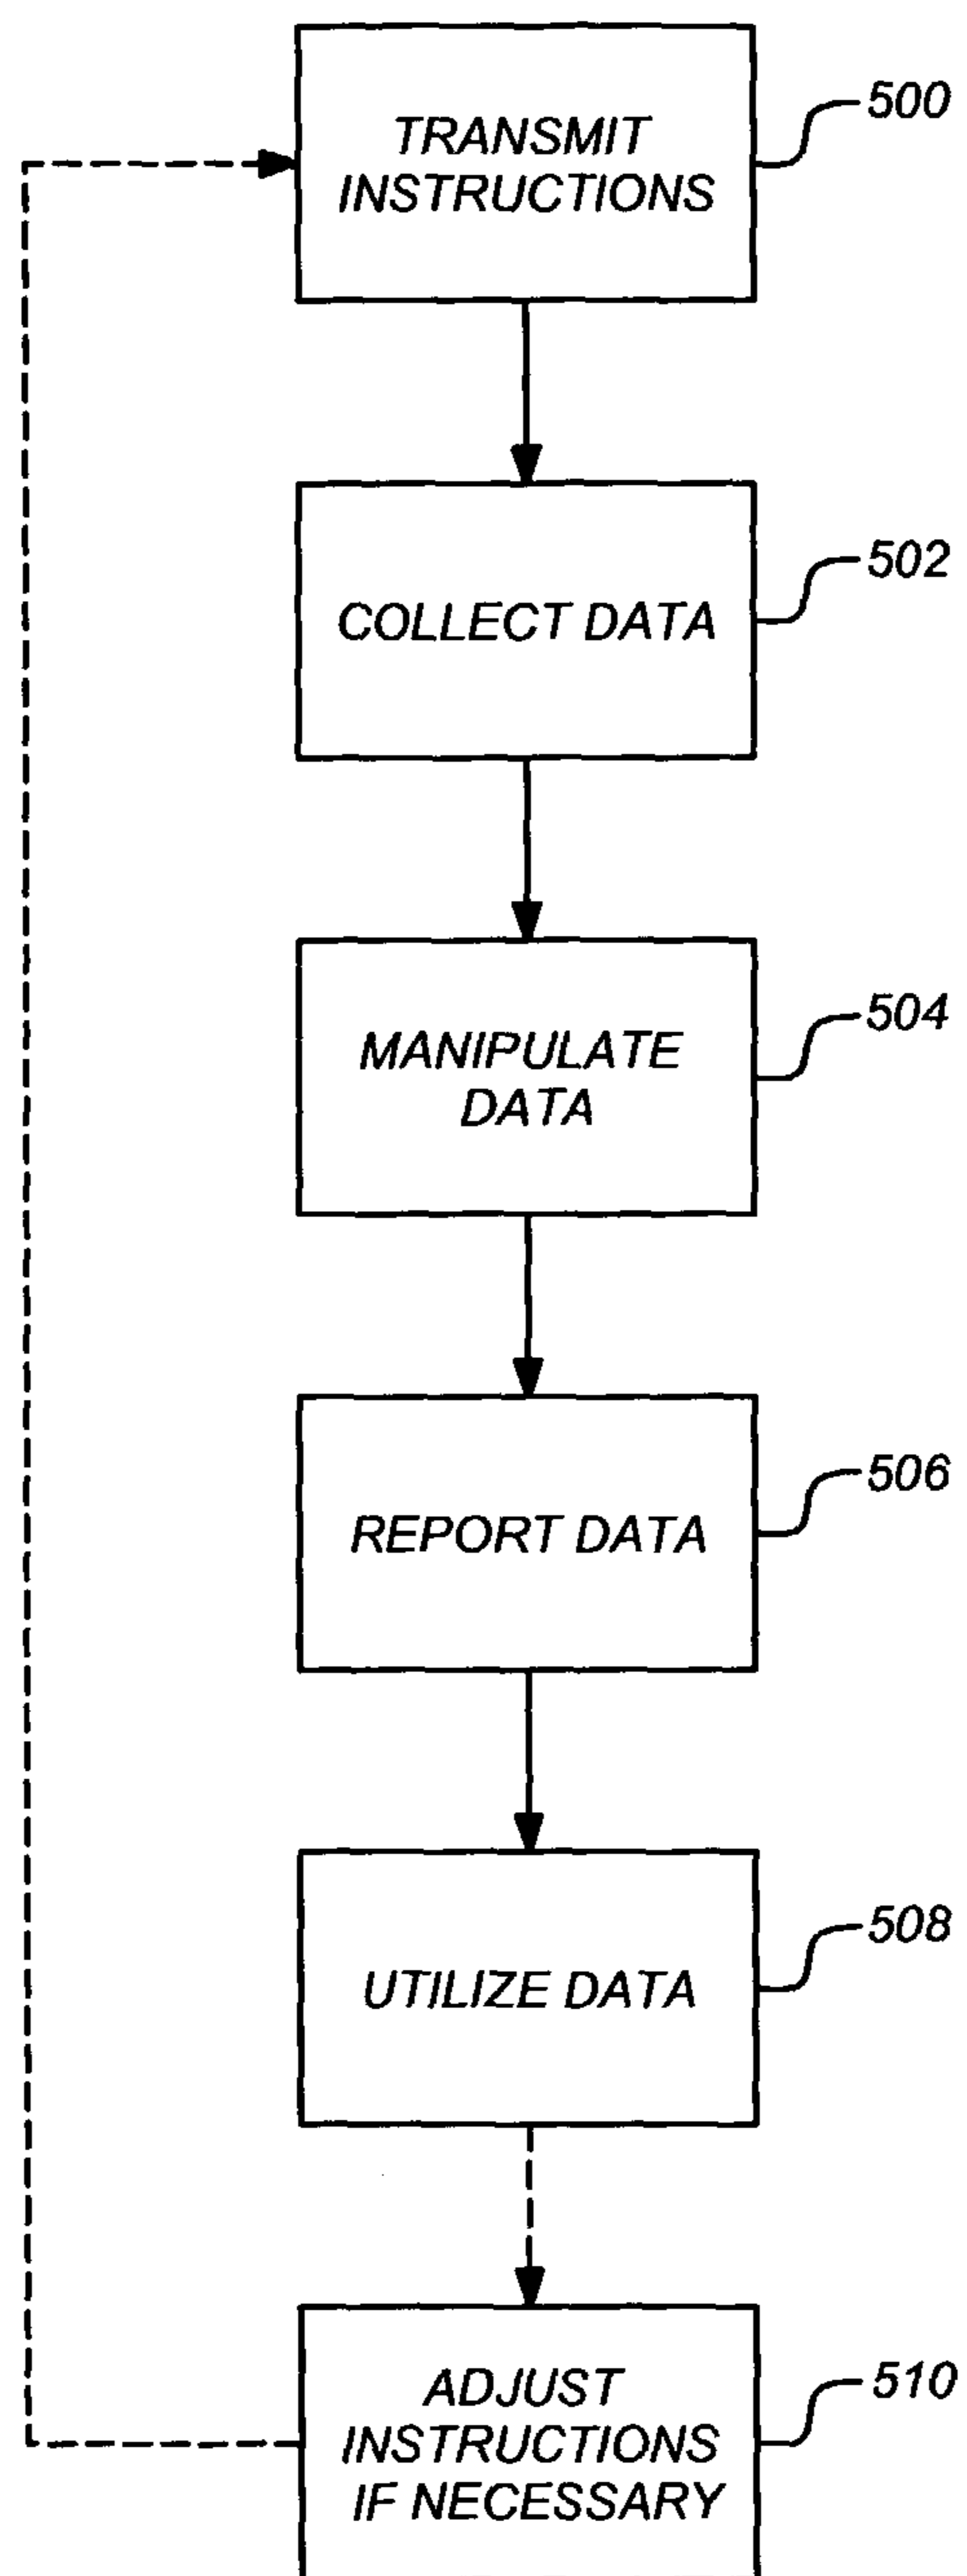 TRANSMIT
INSTRUCTIONS
500
COLLECT DATA
502
MANIPULATE
DATA
504
REPORT DATA
506
UTILIZE DATA
508
ADJUST
INSTRUCTIONS
IF NECESSARY
510